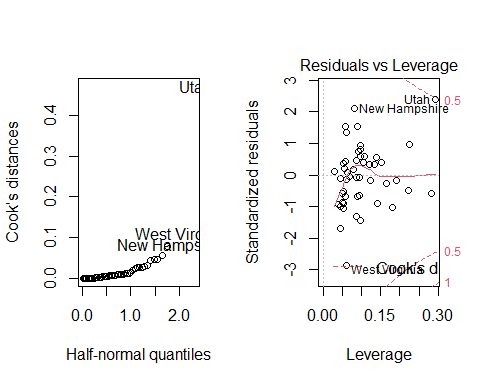 Cook's distances
0.0
0.1
0.2
0.3
0.4
Utah
West Virg
New Hamps
0.0
1.0
2.0
Half-normal quantiles
Residuals vs Leverage
Standardized residuals
-3
-2
-1
0
1
2
3
Utah
New Hampshire
West Virginia
Cook's d
0.5
0.5
1
0.00
0.15
0.30
Leverage